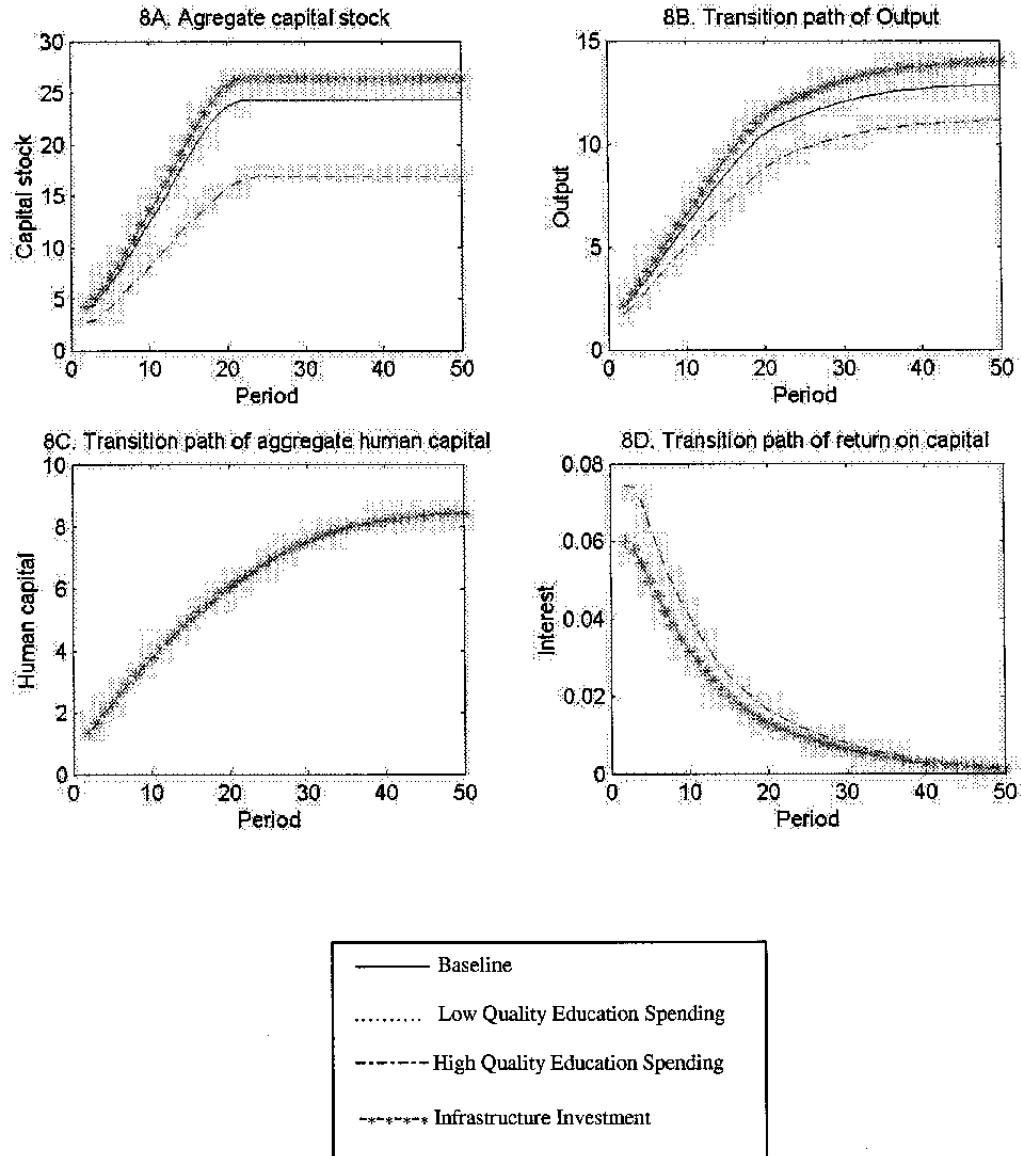 8A. Agregate capital stock
30
25
20
15
10
5
0
Capital stock
0 10 20 30 40 50
Period
8B. Transition path of Output
15
10
5
0
Output
0 10 20 30 40 50
Period
8C. Transition path of aggregate human capital
10
8
6
4
2
0
Human capital
0 10 20 30 40 50
Period
8D. Transition path of return on capital
0.08
0.06
0.04
0.02
0
Interest
0 10 20 30 40 50
Period
Baseline
Low Quality Education Spending
High Quality Education Spending
Infrastructure Investment